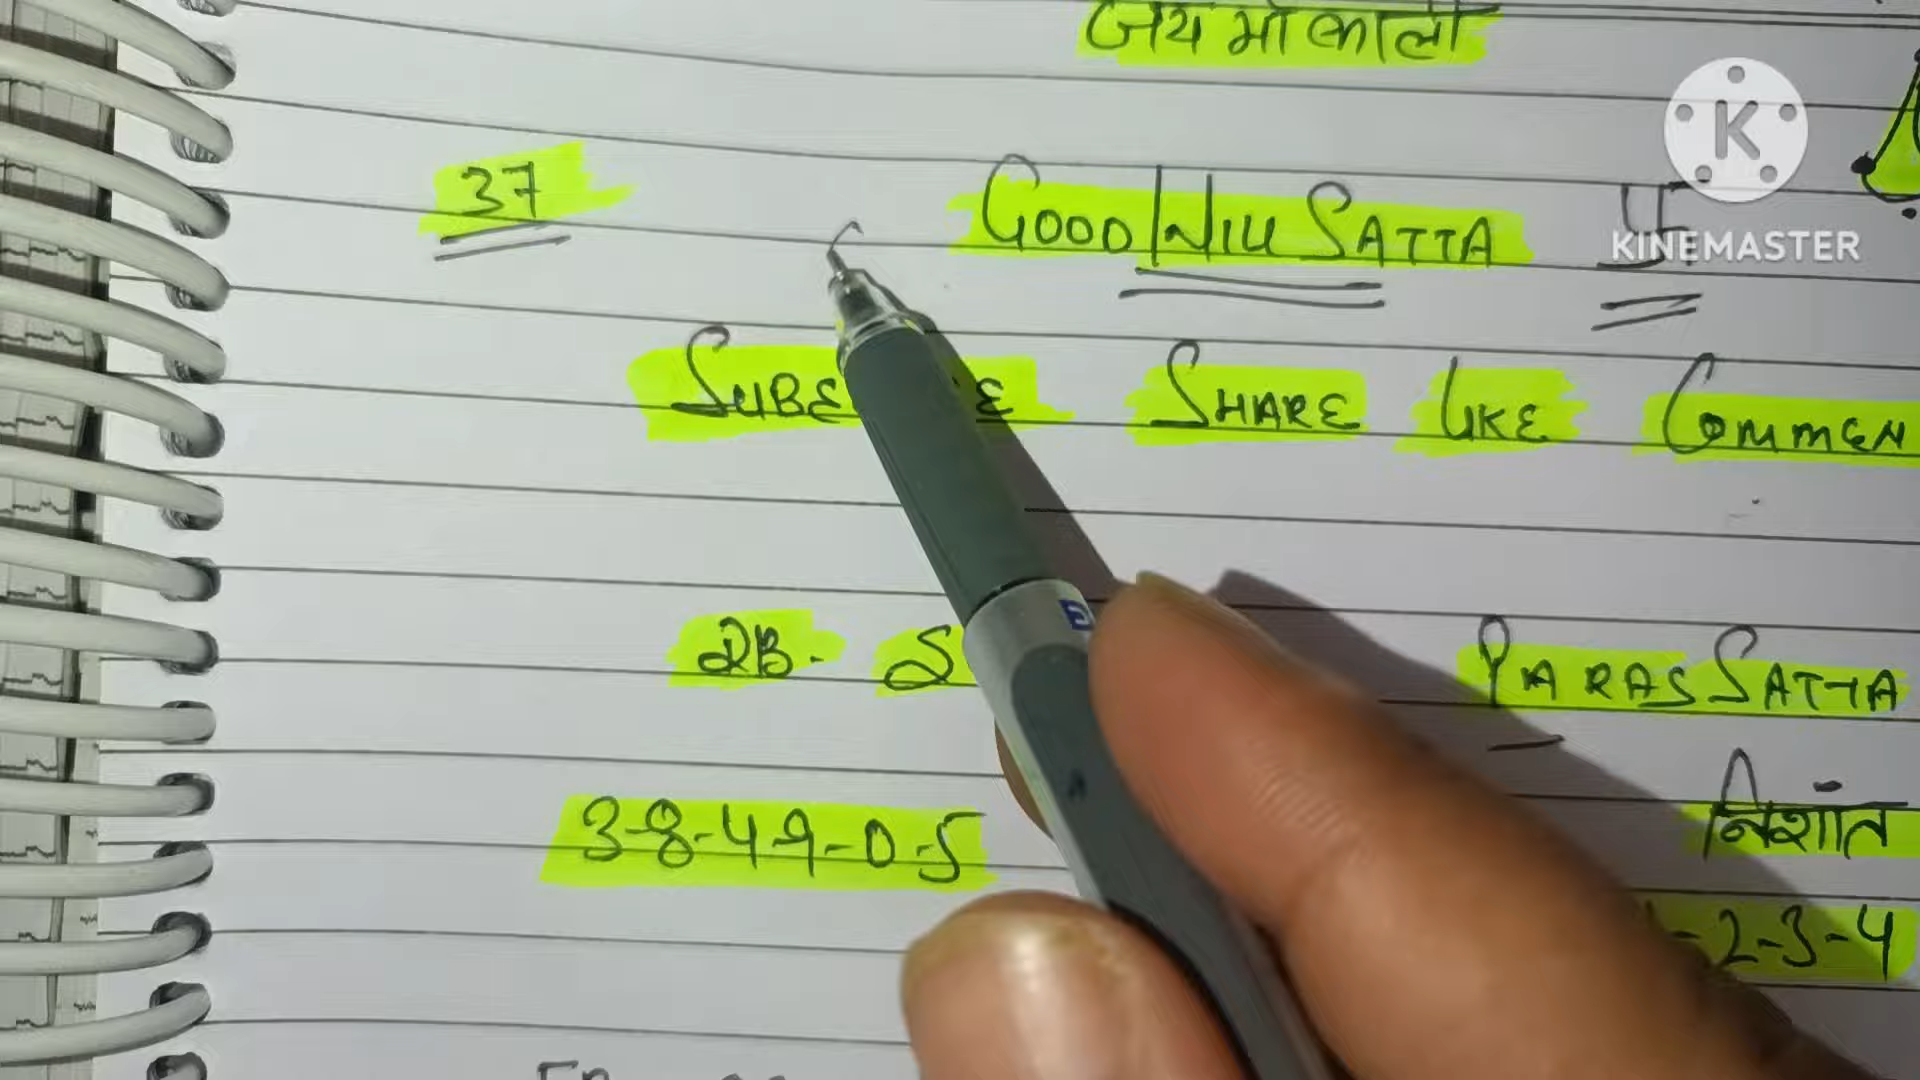 जय माँ काली
37 GOODWILL SATTA
KINEMASTER
SHARE LIKE COMMEN
2B. S
PARAS SATTA
3-8-4-9-0-5
निशांत
-2-3-4